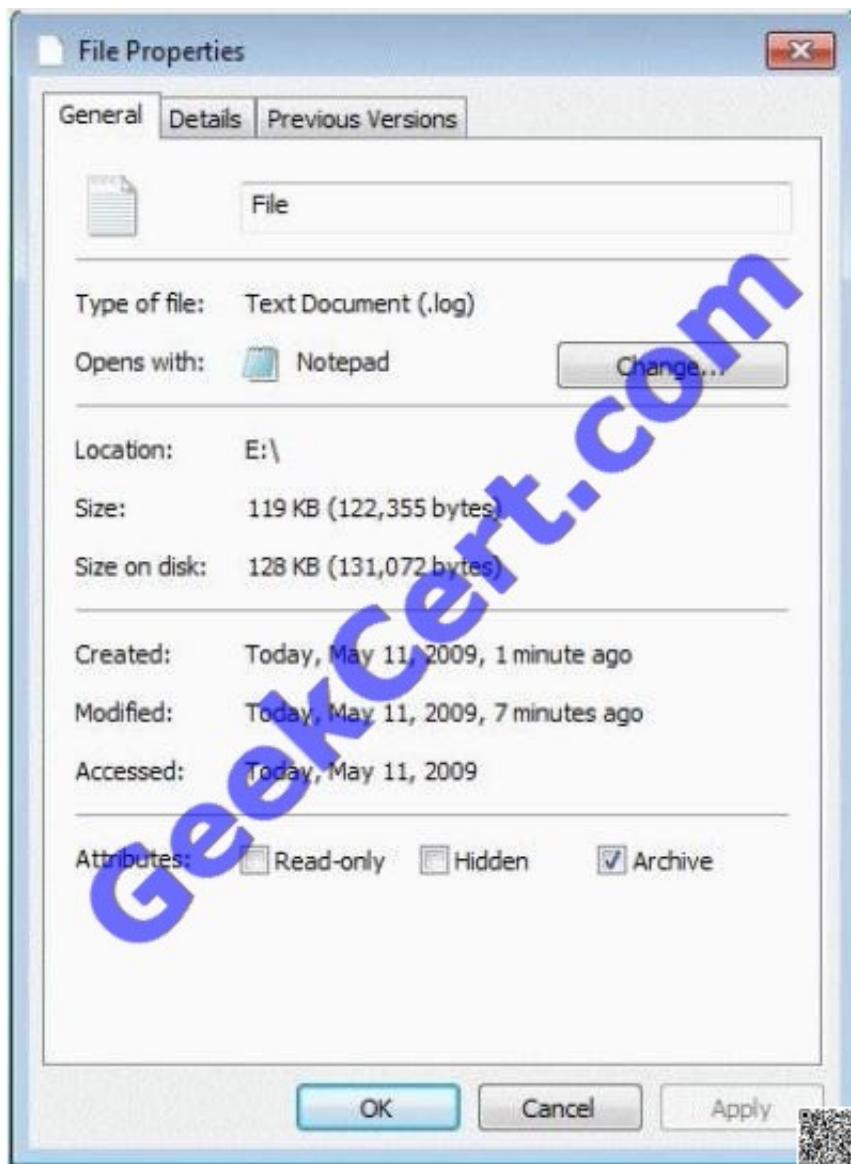 File Properties
General Details Previous Versions
File
Type of file: Text Document (.log)
Opens with: Notepad Change...
Location: E:\
Size: 119 KB (122,355 bytes)
Size on disk: 128 KB (131,072 bytes)
Created: Today, May 11, 2009, 1 minute ago
Modified: Today, May 11, 2009, 7 minutes ago
Accessed: Today, May 11, 2009
Attributes: Read-only Hidden Archive
OK Cancel Apply
GeekCert.com